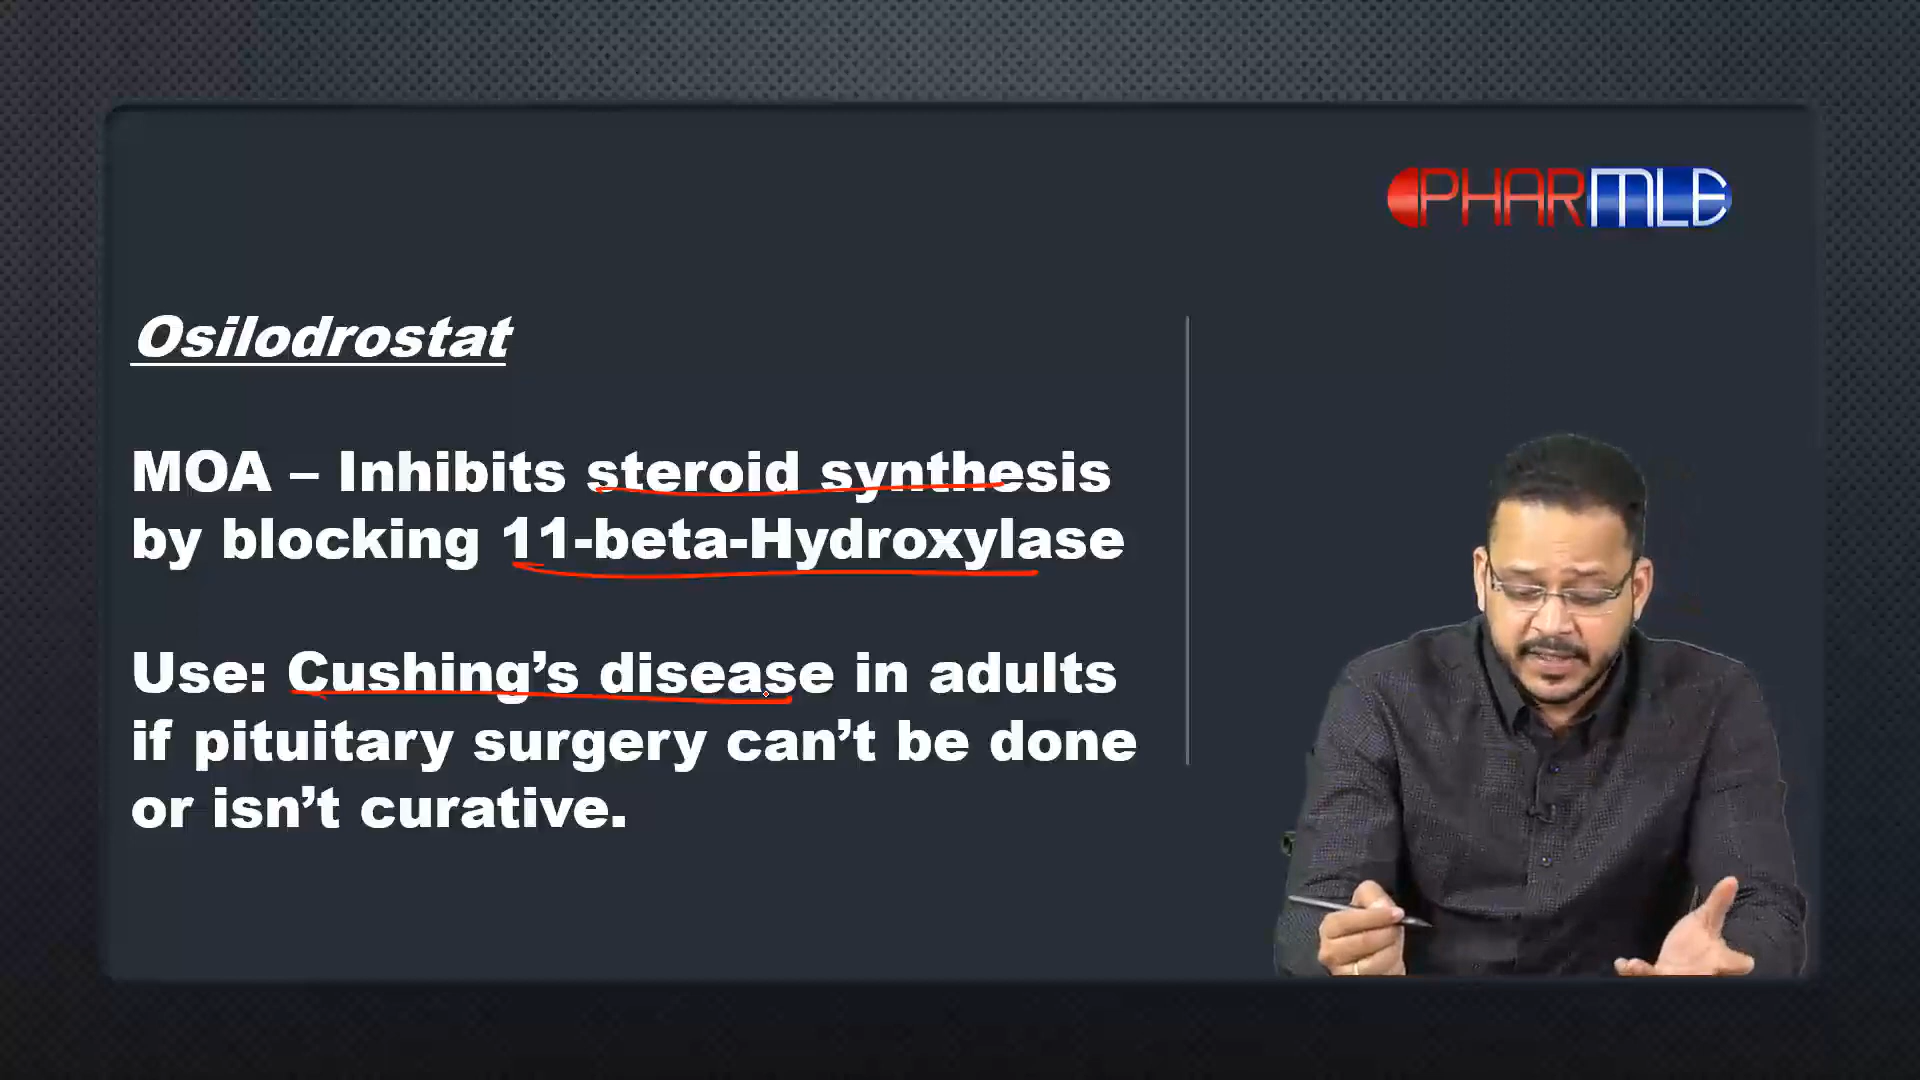 PHARMLE
Osilodrostat
MOA – Inhibits steroid synthesis
by blocking 11-beta-Hydroxylase
Use: Cushing’s disease in adults
if pituitary surgery can’t be done
or isn’t curative.